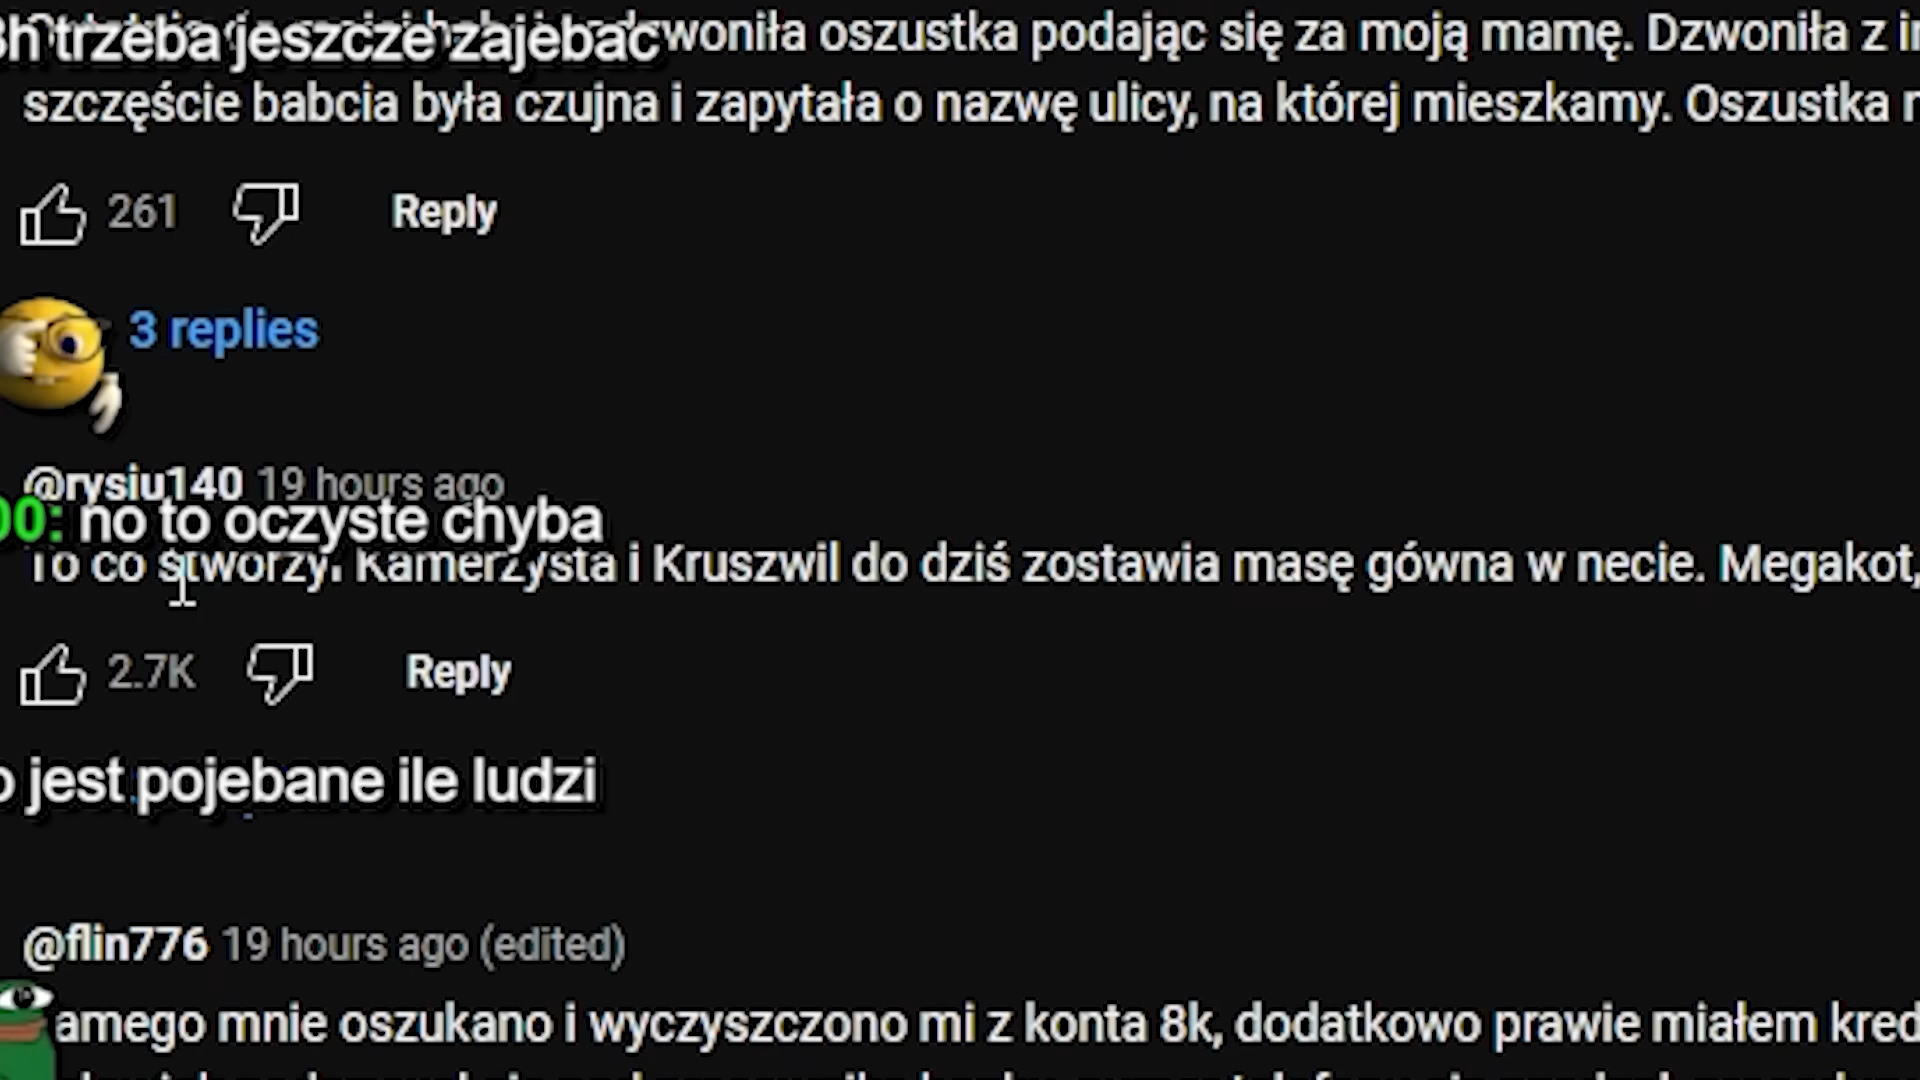 3h trzeba jeszcze zajebać
dzwoniła oszustka podając się za moją mamę. Dzwoniła z
szczęście babcia była czujna i zapytała o nazwę ulicy, na której mieszkamy. Oszustka
261 Reply
3 replies
@rysiu140 19 hours ago
00: no to oczyste chyba
To co stworzył Kamerzysta i Kruszwil do dziś zostawia masę gówna w necie. Megakot,
2.7K Reply
jest pojebane ile ludzi
@flin776 19 hours ago (edited)
amego mnie oszukano i wyczyszczono mi z konta 8k, dodatkowo prawie miałem kred